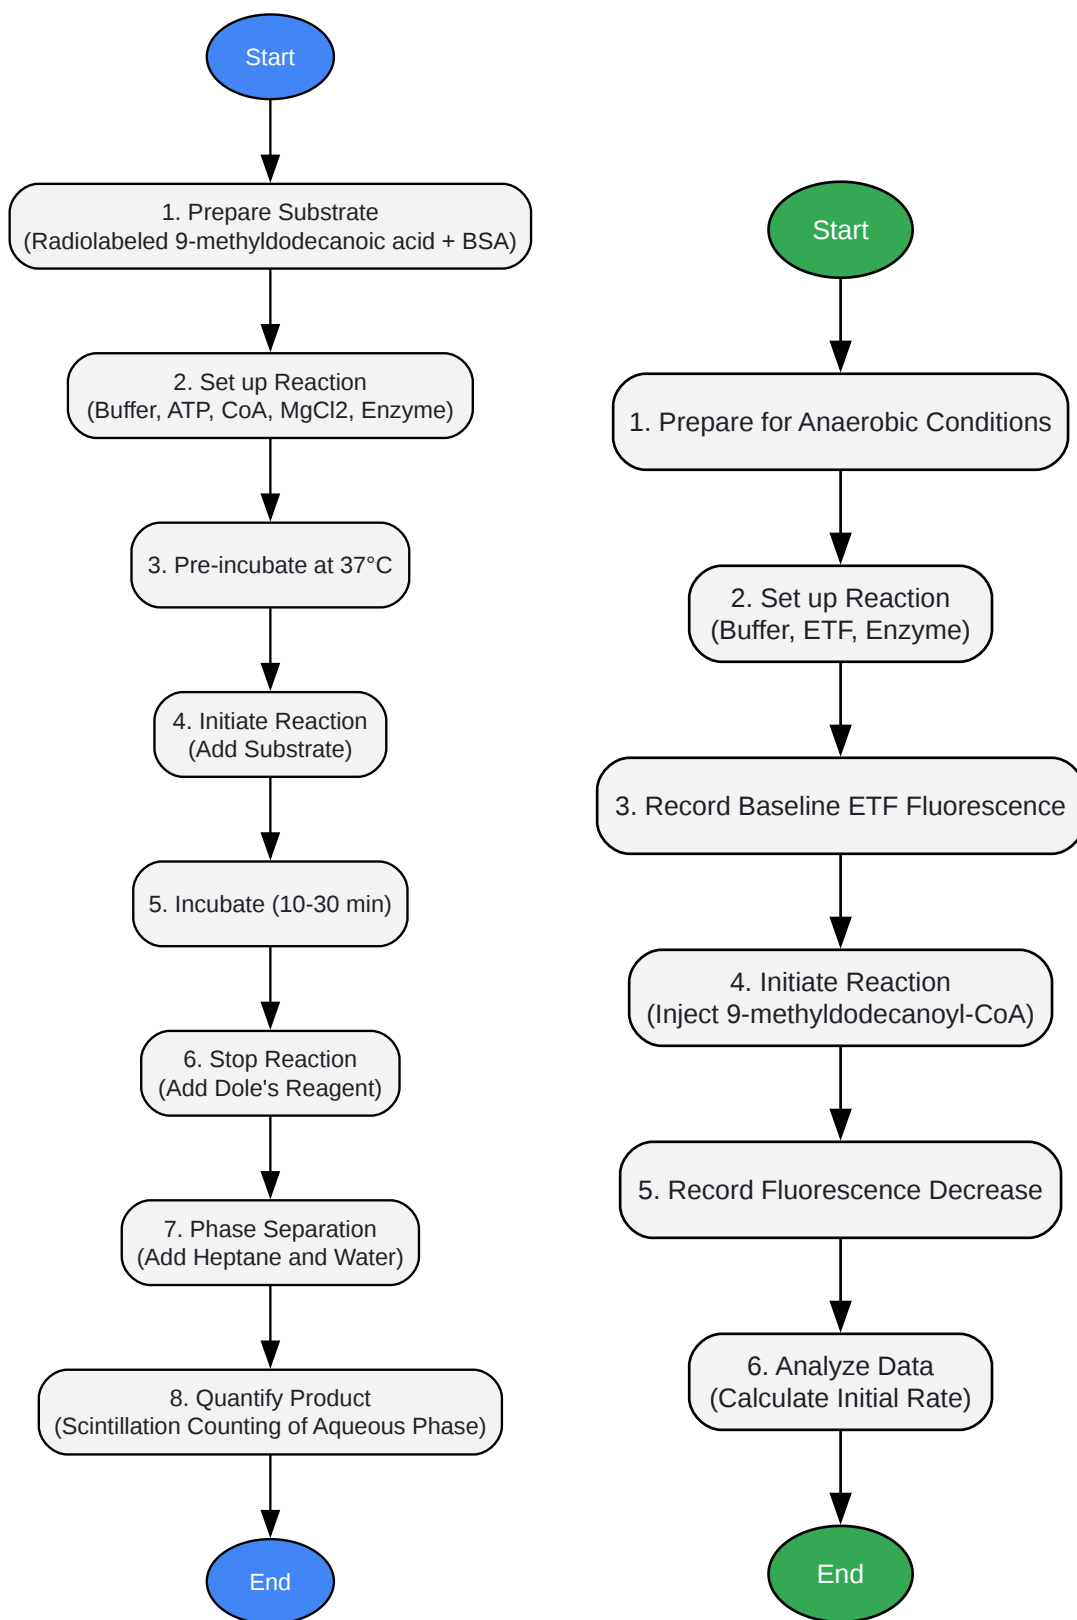 Start
1. Prepare Substrate
(Radiolabeled 9-methyldodecanoic acid + BSA)
2. Set up Reaction
(Buffer, ATP, CoA, MgCl2, Enzyme)
3. Pre-incubate at 37°C
4. Initiate Reaction
(Add Substrate)
5. Incubate (10-30 min)
6. Stop Reaction
(Add Dole's Reagent)
7. Phase Separation
(Add Heptane and Water)
8. Quantify Product
(Scintillation Counting of Aqueous Phase)
End
Start
1. Prepare for Anaerobic Conditions
2. Set up Reaction
(Buffer, ETF, Enzyme)
3. Record Baseline ETF Fluorescence
4. Initiate Reaction
(Inject 9-methyldodecanoyl-CoA)
5. Record Fluorescence Decrease
6. Analyze Data
(Calculate Initial Rate)
End